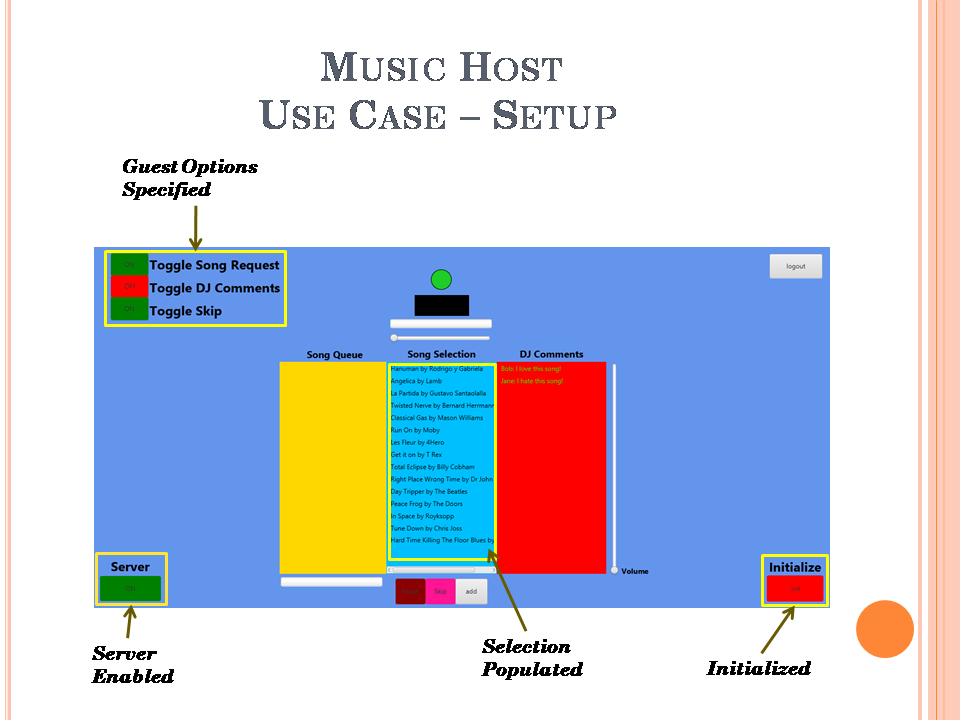 MUSIC HOST
USE CASE – SETUP
Guest Options
Specified
ON Toggle Song Request
OFF Toggle DJ Comments
ON Toggle Skip
logout
Song Queue
Song Selection
DJ Comments
Hanuman by Rodrigo y Gabriela
Angelica by Lamb
La Partida by Gustavo Santaolalla
Twisted Nerve by Bernard Herrmann
Classical Gas by Mason Williams
Run On by Moby
Les Fleur by 4Hero
Get it on by T Rex
Total Eclipse by Billy Cobham
Right Place Wrong Time by Dr John
Day Tripper by The Beatles
Peace Frog by The Doors
In Space by Royksopp
Tune Down by Chris Joss
Hard Time Killing The Floor Blues by
Bob: I love this song!
Jane: I hate this song!
Volume
Skip
add
Server
ON
Initialize
Server
Enabled
Selection
Populated
Initialized